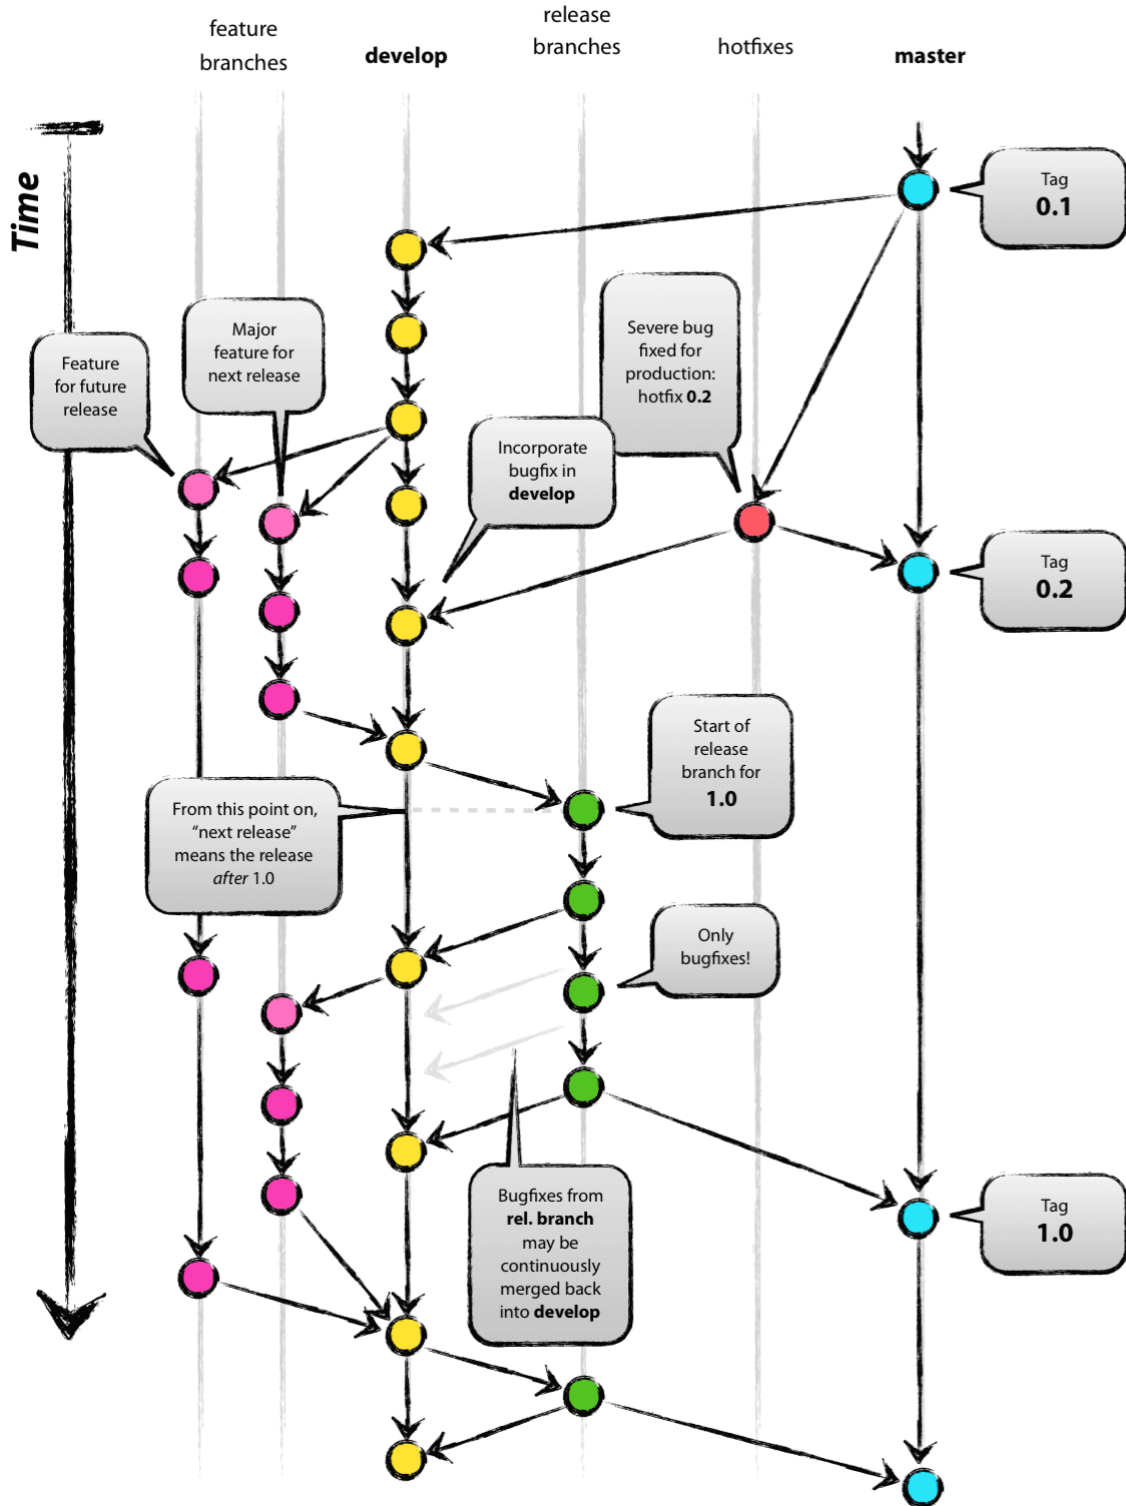 feature
branches
develop
release
branches
hotfixes
master
Time
Tag
0.1
Major
feature for
next release
Feature
for future
release
Severe bug
fixed for
production:
hotfix 0.2
Incorporate
bugfix in
develop
Tag
0.2
Start of
release
branch for
1.0
From this point on,
“next release”
means the release
after 1.0
Only
bugfixes!
Bugfixes from
rel. branch
may be
continuously
merged back
into develop
Tag
1.0